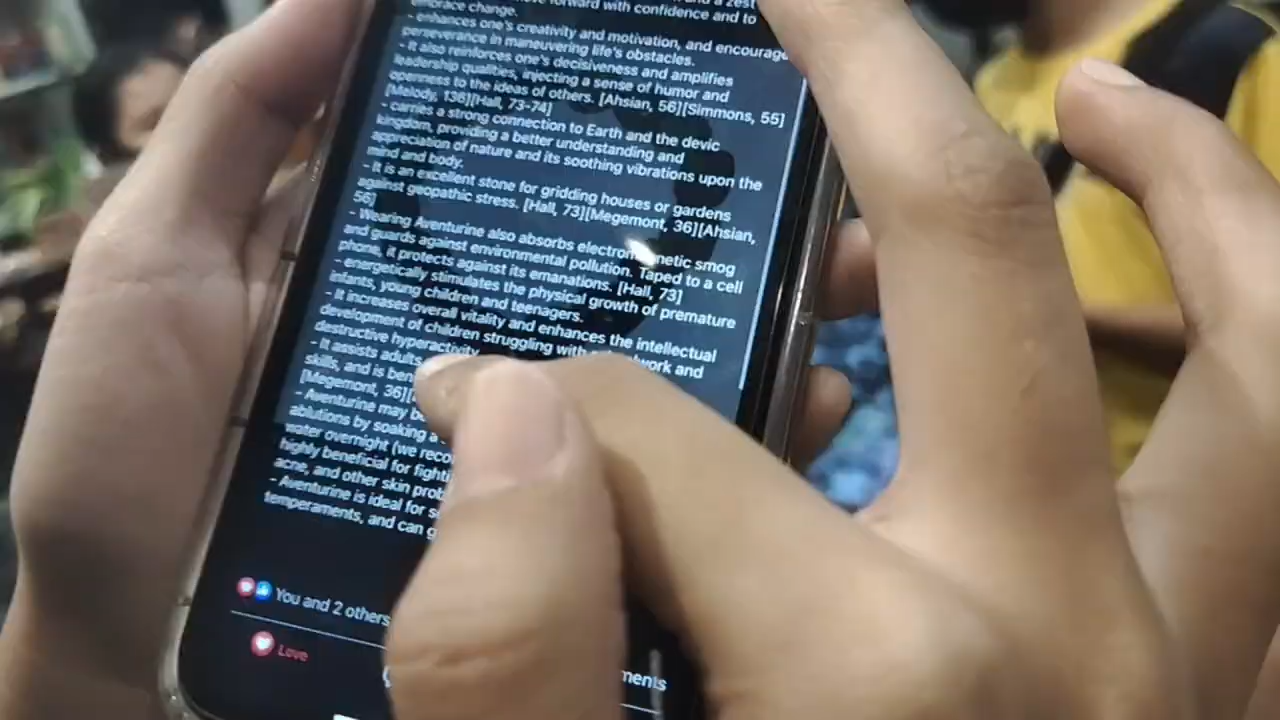 forward with confidence and to
embrace change.
- enhances one's creativity and motivation, and encourage
perseverance in maneuvering life's obstacles.
- It also reinforces one's decisiveness and amplifies
leadership qualities, injecting a sense of humor and
openness to the ideas of others. [Ahsian, 56][Simmons, 55]
[Melody, 136][Hall, 73-74]
- carries a strong connection to Earth and the devic
kingdom, providing a better understanding and
appreciation of nature and its soothing vibrations upon the
mind and body.
- It is an excellent stone for gridding houses or gardens
against geopathic stress. [Hall, 73][Megemont, 36][Ahsian,
56]
- Wearing Aventurine also absorbs smog
and guards against environmental pollution. Taped to a cell
phone, it protects against its emanations. [Hall, 73]
- energetically stimulates the physical growth of premature
infants, young children and teenagers.
- It increases overall vitality and enhances the intellectual
development of children struggling with and
destructive hyperactivity
- It assists adults
skills, and is
[Megemont, 36]
- Aventurine may
ablutions by soaking a
water overnight (we
highly beneficial for
acne, and other skin
- Aventurine is ideal for
temperaments, and can
You and 2 others
Love